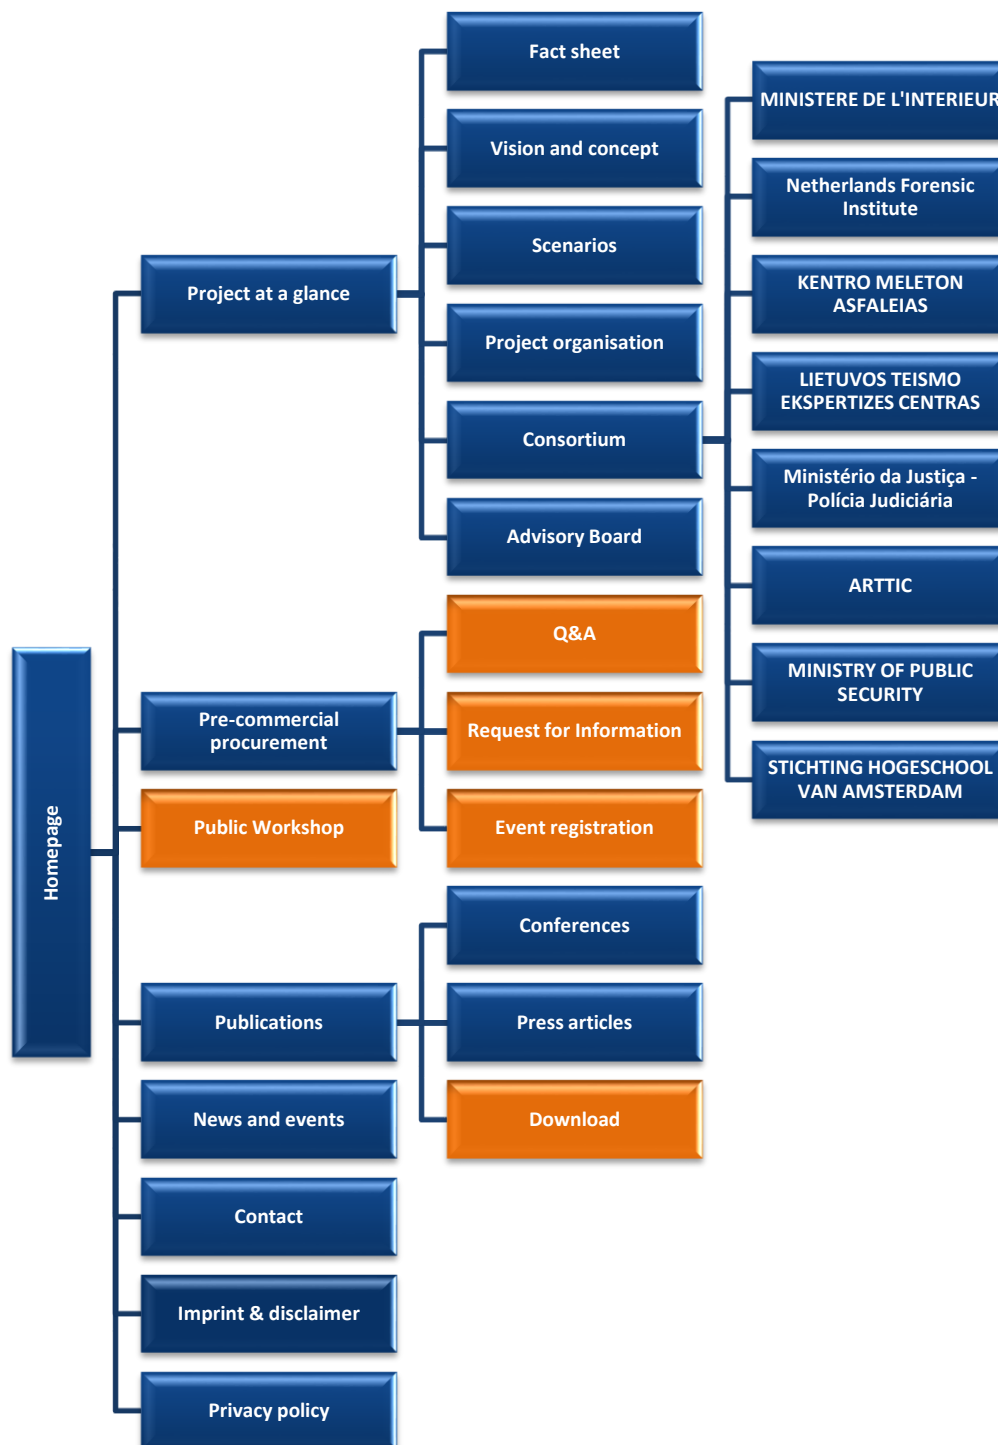 Homepage
Project at a glance
Fact sheet
Vision and concept
Scenarios
Project organisation
Consortium
MINISTERE DE L'INTERIEUR
Netherlands Forensic
Institute
KENTRO MELETON
ASFALEIAS
LIETUVOS TEISMO
EKSPERTIZES CENTRAS
Ministério da Justiça -
Polícia Judiciária
ARTTIC
MINISTRY OF PUBLIC
SECURITY
STICHTING HOGESCHOOL
VAN AMSTERDAM
Advisory Board
Pre-commercial
procurement
Q&A
Request for Information
Event registration
Public Workshop
Publications
Conferences
Press articles
Download
News and events
Contact
Imprint & disclaimer
Privacy policy